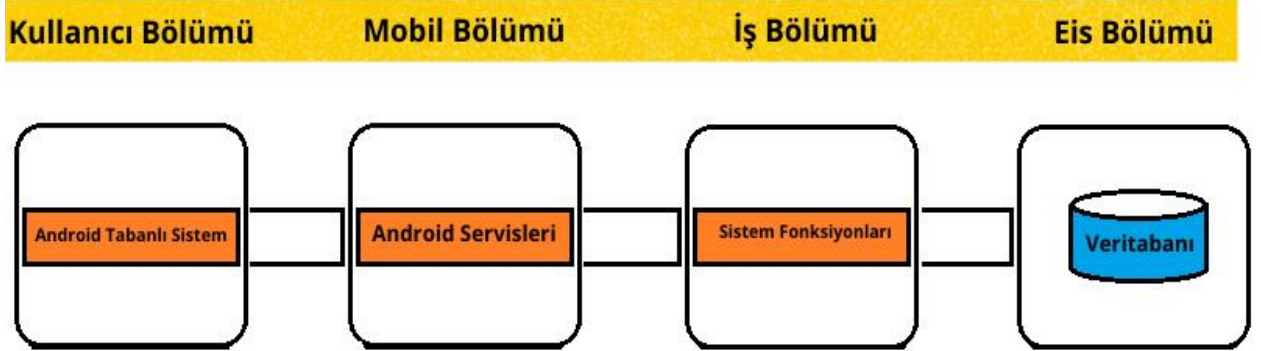 Kullanıcı Bölümü Mobil Bölümü İş Bölümü Eis Bölümü
Android Tabanlı Sistem Android Servisleri Sistem Fonksiyonları Veritabanı